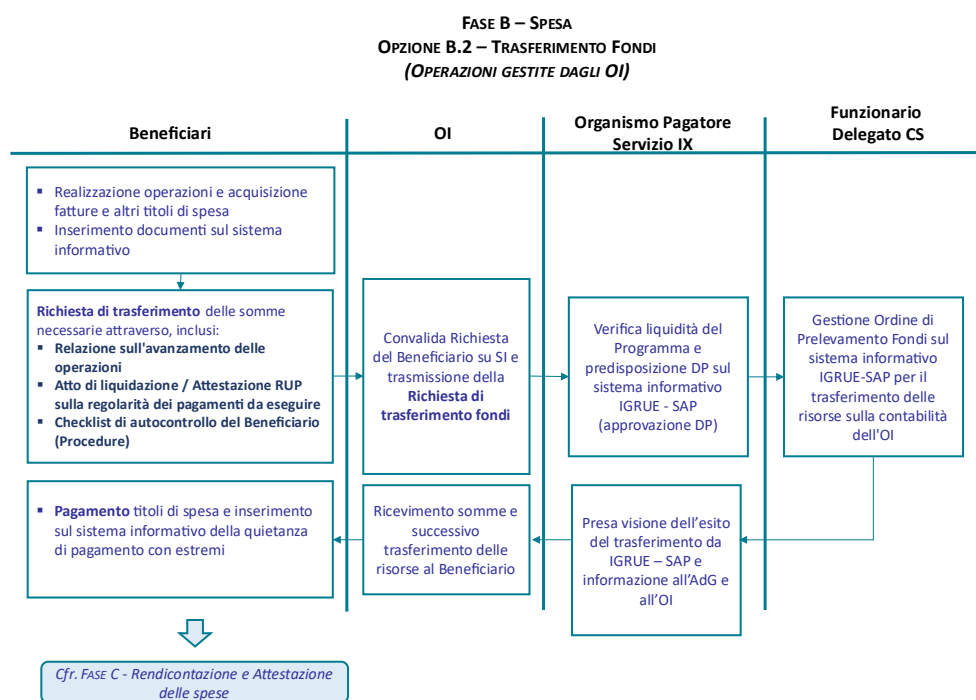 FASE B – SPESA
OPZIONE B.2 – TRASFERIMENTO FONDI
(OPERAZIONI GESTITE DAGLI OI)
Beneficiari
OI
Organismo Pagatore
Servizio IX
Funzionario
Delegato CS
▪ Realizzazione operazioni e acquisizione
fatture e altri titoli di spesa
▪ Inserimento documenti sul sistema
informativo
Richiesta di trasferimento delle somme
necessarie attraverso, inclusi:
▪ Relazione sull'avanzamento delle
operazioni
▪ Atto di liquidazione / Attestazione RUP
sulla regolarità dei pagamenti da eseguire
▪ Checklist di autocontrollo del Beneficiario
(Procedure)
Convalida Richiesta
del Beneficiario su SI e
trasmissione della
Richiesta di
trasferimento fondi
Verifica liquidità del
Programma e
predisposizione DP sul
sistema informativo
IGRUE - SAP
(approvazione DP)
Gestione Ordine di
Prelevamento Fondi sul
sistema informativo
IGRUE-SAP per il
trasferimento delle
risorse sulla contabilità
dell'OI
▪ Pagamento titoli di spesa e inserimento
sul sistema informativo della quietanza
di pagamento con estremi
Ricevimento somme e
successivo
trasferimento delle
risorse al Beneficiario
Presa visione dell’esito
del trasferimento da
IGRUE – SAP e
informazione all’AdG e
all’OI
Cfr. FASE C - Rendicontazione e Attestazione
delle spese